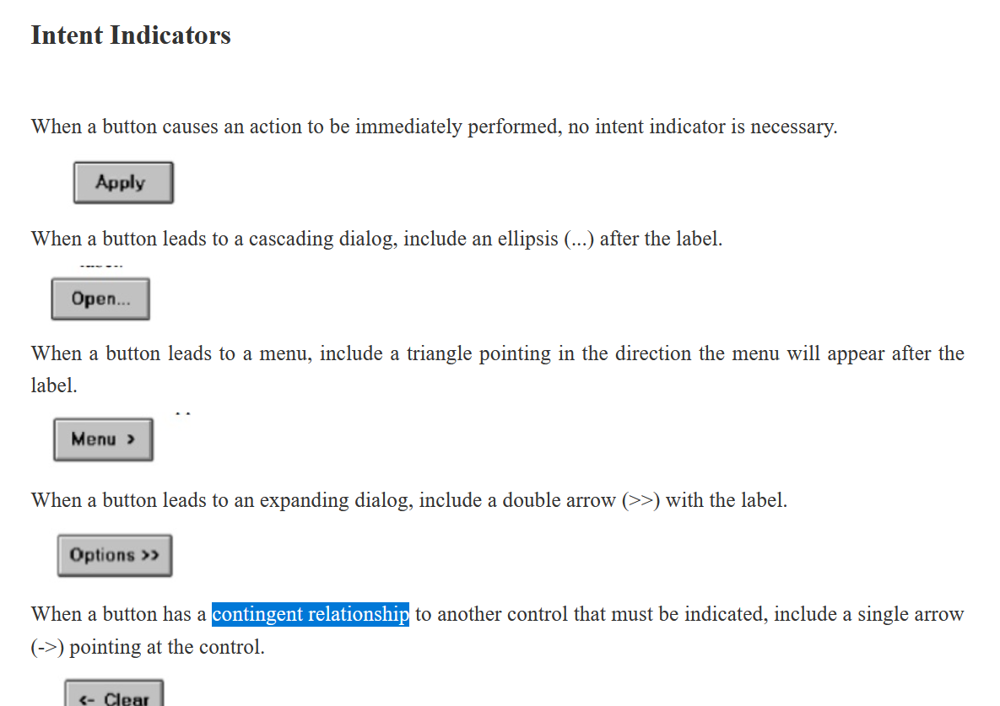 Intent Indicators
When a button causes an action to be immediately performed, no intent indicator is necessary.
Apply
When a button leads to a cascading dialog, include an ellipsis (...) after the label.
Open...
When a button leads to a menu, include a triangle pointing in the direction the menu will appear after the
label.
Menu >
When a button leads to an expanding dialog, include a double arrow (>>) with the label.
Options >>
When a button has a contingent relationship to another control that must be indicated, include a single arrow
(->) pointing at the control.
<- Clear